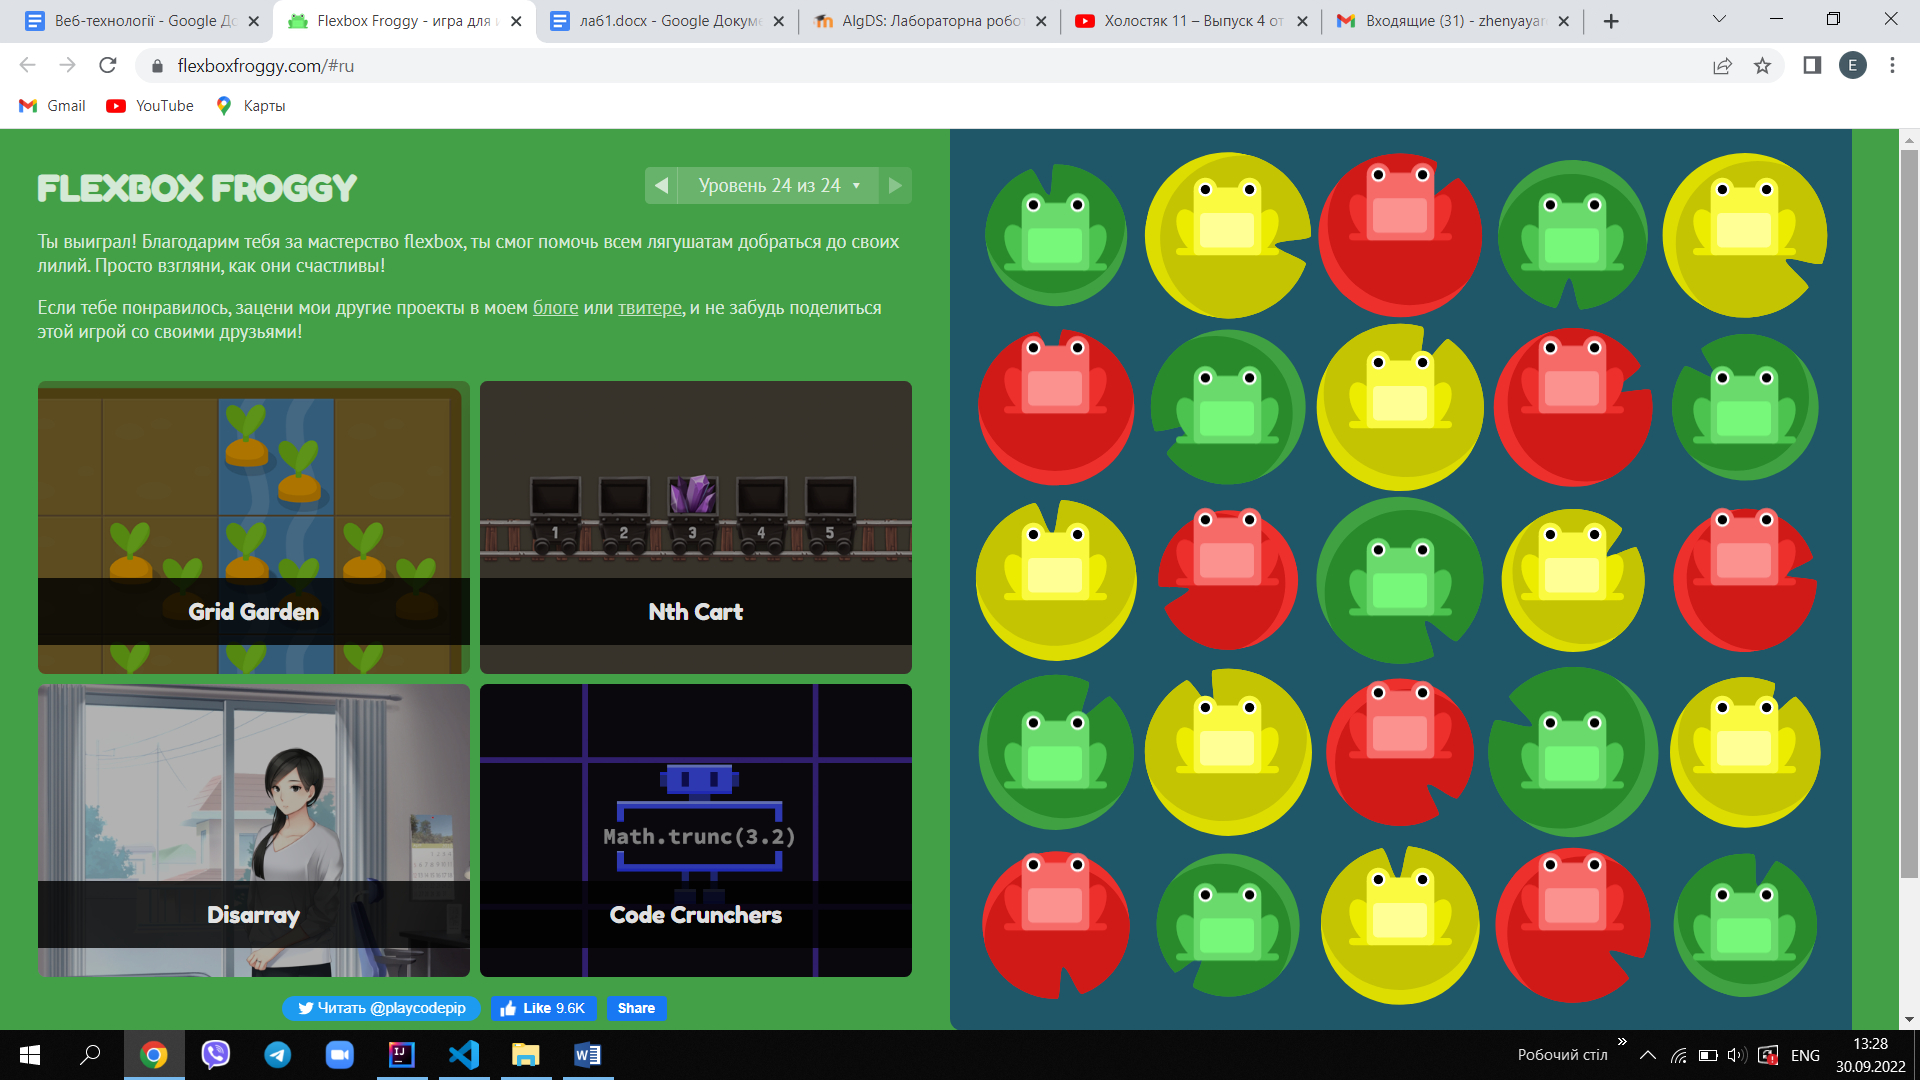 Веб-технології - Google До
Flexbox Froggy - игра для и
лаб1.docx - Google Докуме
AlgDS: Лабораторна робот
Холостяк 11 – Выпуск 4 от
Входящие (31) - zhenyayar
flexboxfroggy.com/#ru
E
Gmail
YouTube
Карты
FLEXBOX FROGGY
Уровень 24 из 24
Ты выиграл! Благодарим тебя за мастерство flexbox, ты смог помочь всем лягушатам добраться до своих
лилий. Просто взгляни, как они счастливы!
Если тебе понравилось, зацени мои другие проекты в моем блоге или твитере, и не забудь поделиться
этой игрой со своими друзьями!
Grid Garden
1 2 3 4 5
Nth Cart
Disarray
Math.trunc(3.2)
Code Crunchers
Читать @playcodepip
Like 9.6K
Share
Робочий стіл
ENG
13:28
30.09.2022